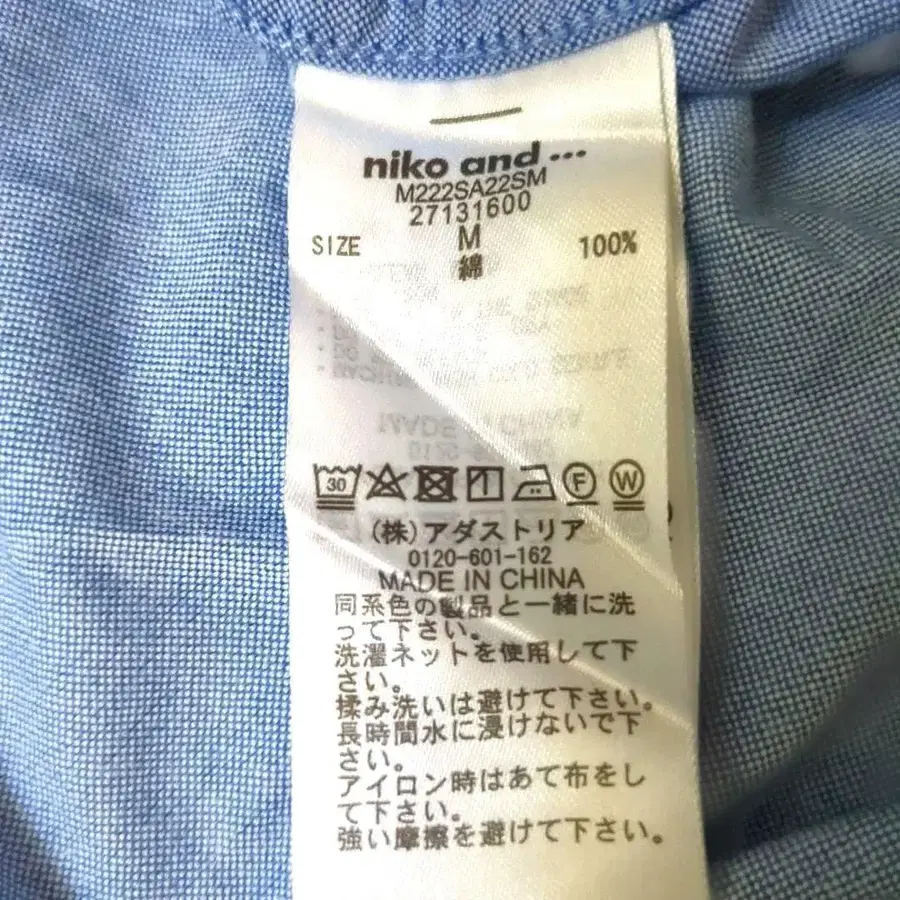 niko and ...
M222SA22SM
27131600
SIZE M
綿 100%
MADE IN CHINA
30 F W
(株)アダストリア
0120-601-162
MADE IN CHINA
同系色の製品と一緒に洗
って下さい。
洗濯ネットを使用して下
さい。
揉み洗いは避けて下さい。
長時間水に浸けないで下
さい。
アイロン時はあて布をし
て下さい。
強い摩擦を避けて下さい。